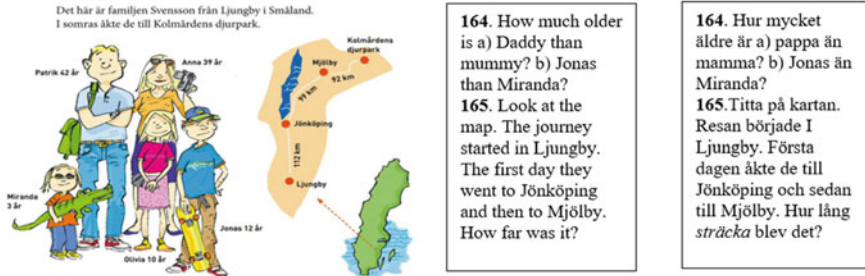 Det här är familjen Svensson från Ljungby i Småland.
I somras åkte de till Kolmårdens djurpark.
Patrik 42 år
Anna 39 år
Miranda
3 år
Olivia 10 år
Jonas 12 år
Kolmårdens
djurpark
Mjölby
92 km
99 km
Jönköping
112 km
Ljungby
164. How much older
is a) Daddy than
mummy? b) Jonas
than Miranda?
165. Look at the
map. The journey
started in Ljungby.
The first day they
went to Jönköping
and then to Mjölby.
How far was it?
164. Hur mycket
äldre är a) pappa än
mamma? b) Jonas än
Miranda?
165.Titta på kartan.
Resan började I
Ljungby. Första
dagen åkte de till
Jönköping och sedan
till Mjölby. Hur lång
sträcka blev det?